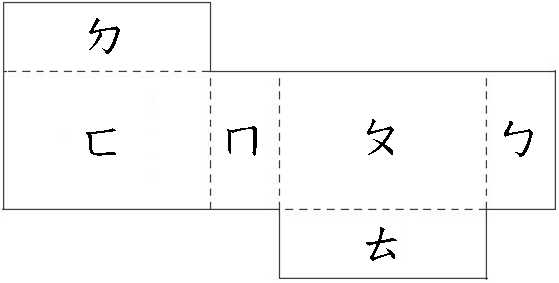 ㄉ
ㄈ ㄇ ㄆ ㄅ
ㄊ